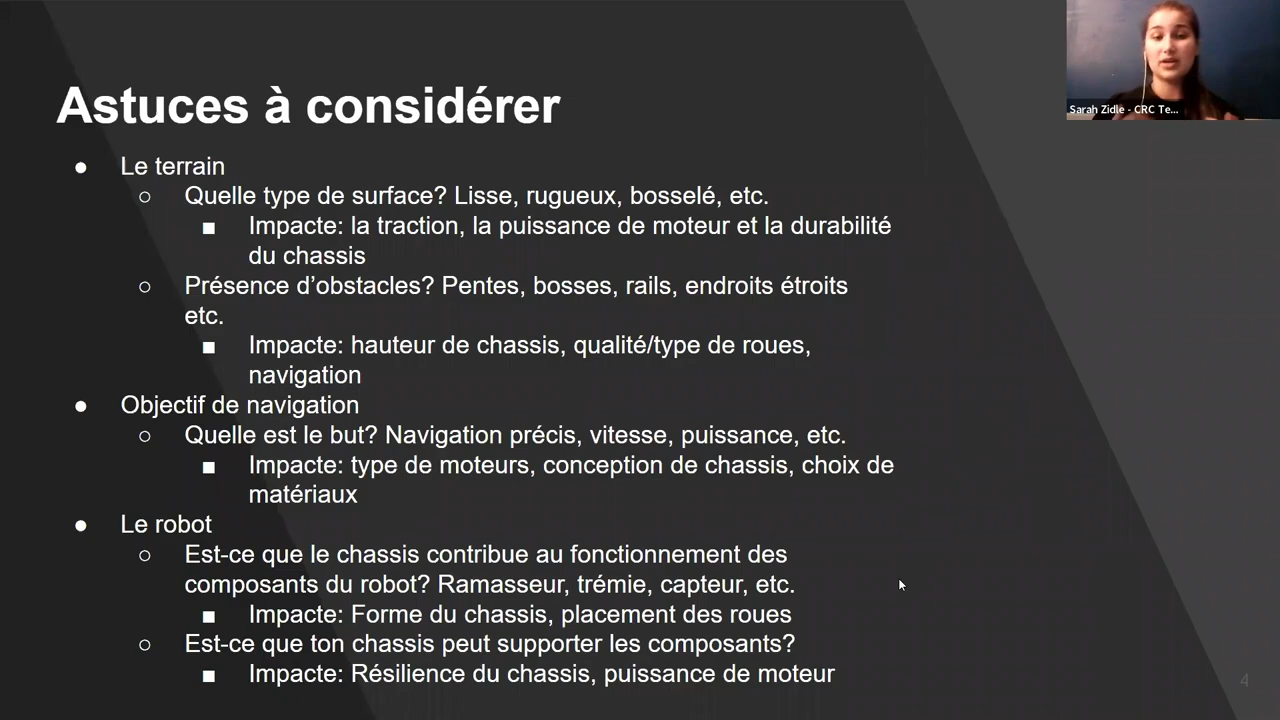 Astuces à considérer
● Le terrain
○ Quelle type de surface? Lisse, rugueux, bosselé, etc.
■ Impacte: la traction, la puissance de moteur et la durabilité
du chassis
○ Présence d’obstacles? Pentes, bosses, rails, endroits étroits
etc.
■ Impacte: hauteur de chassis, qualité/type de roues,
navigation
● Objectif de navigation
○ Quelle est le but? Navigation précis, vitesse, puissance, etc.
■ Impacte: type de moteurs, conception de chassis, choix de
matériaux
● Le robot
○ Est-ce que le chassis contribue au fonctionnement des
composants du robot? Ramasseur, trémie, capteur, etc.
■ Impacte: Forme du chassis, placement des roues
○ Est-ce que ton chassis peut supporter les composants?
■ Impacte: Résilience du chassis, puissance de moteur
Sarah Zidle - CRC Te...
4